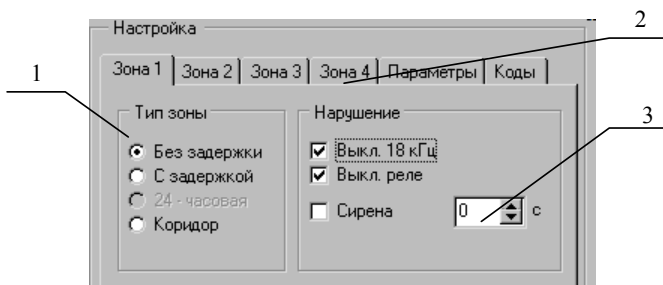 Настройка
2
Зона 1 Зона 2 Зона 3 Зона 4 Параметры Коды
1
Тип зоны
Нарушение
3
Без задержки
Выкл. 18 кГц
С задержкой
Выкл. реле
24 - часовая
Сирена 0 с
Коридор